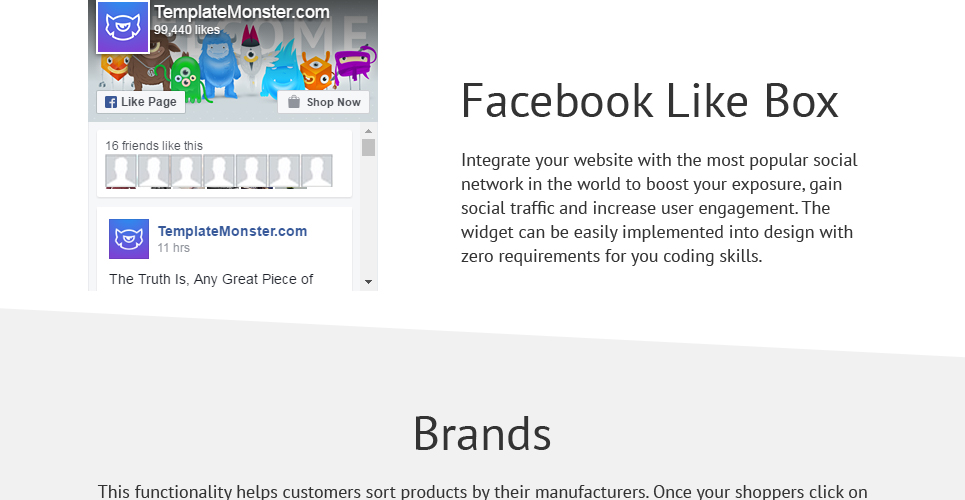 TemplateMonster.com
99,440 likes
WELCOME
Like Page
Shop Now
16 friends like this
TemplateMonster.com
11 hrs
The Truth Is, Any Great Piece of
Facebook Like Box
Integrate your website with the most popular social
network in the world to boost your exposure, gain
social traffic and increase user engagement. The
widget can be easily implemented into design with
zero requirements for you coding skills.
Brands
This functionality helps customers sort products by their manufacturers. Once your shoppers click on